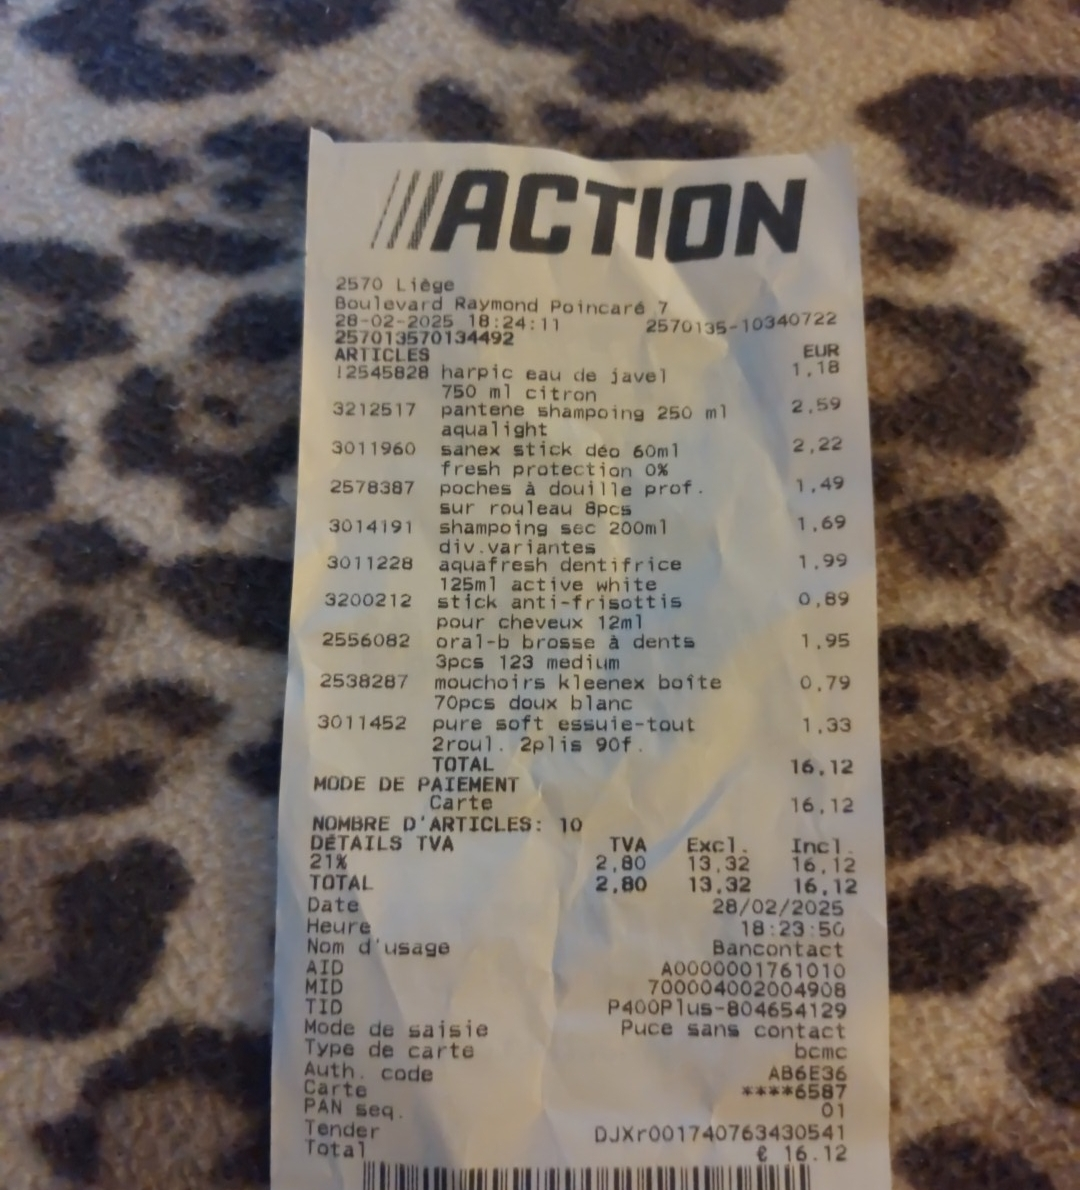 ///ACTION
2570 Liège
Boulevard Raymond Poincaré 7
28-02-2025 18:24:11 2570135-10340722
257013570134492
ARTICLES EUR
12545828 harpic eau de javel 1,18
750 ml citron
3212517 pantene shampoing 250 ml 2,59
aqualight
3011960 sanex stick déo 60ml 2,22
fresh protection 0%
2578387 poches à douille prof. 1,49
sur rouleau 8pcs
3014191 shampoing sec 200ml 1,69
div.variantes
3011228 aquafresh dentifrice 1,99
125ml active white
3200212 stick anti-frisottis 0,89
pour cheveux 12ml
2556082 oral-b brosse à dents 1,95
3pcs 123 medium
2538287 mouchoirs kleenex boîte 0,79
70pcs doux blanc
3011452 pure soft essuie-tout 1,33
2roul. 2plis 90f.
TOTAL 16,12
MODE DE PAIEMENT
Carte 16,12
NOMBRE D'ARTICLES: 10
DÉTAILS TVA TVA Excl. Incl.
21% 2,80 13,32 16,12
TOTAL 2,80 13,32 16,12
Date 28/02/2025
Heure 18:23:50
Nom d'usage Bancontact
AID A0000001761010
MID 700004002004908
TID P400Plus-804654129
Mode de saisie Puce sans contact
Type de carte bcmc
Auth. code AB6E36
Carte ****6587
PAN seq. 01
Tender DJXr001740763430541
Total € 16.12